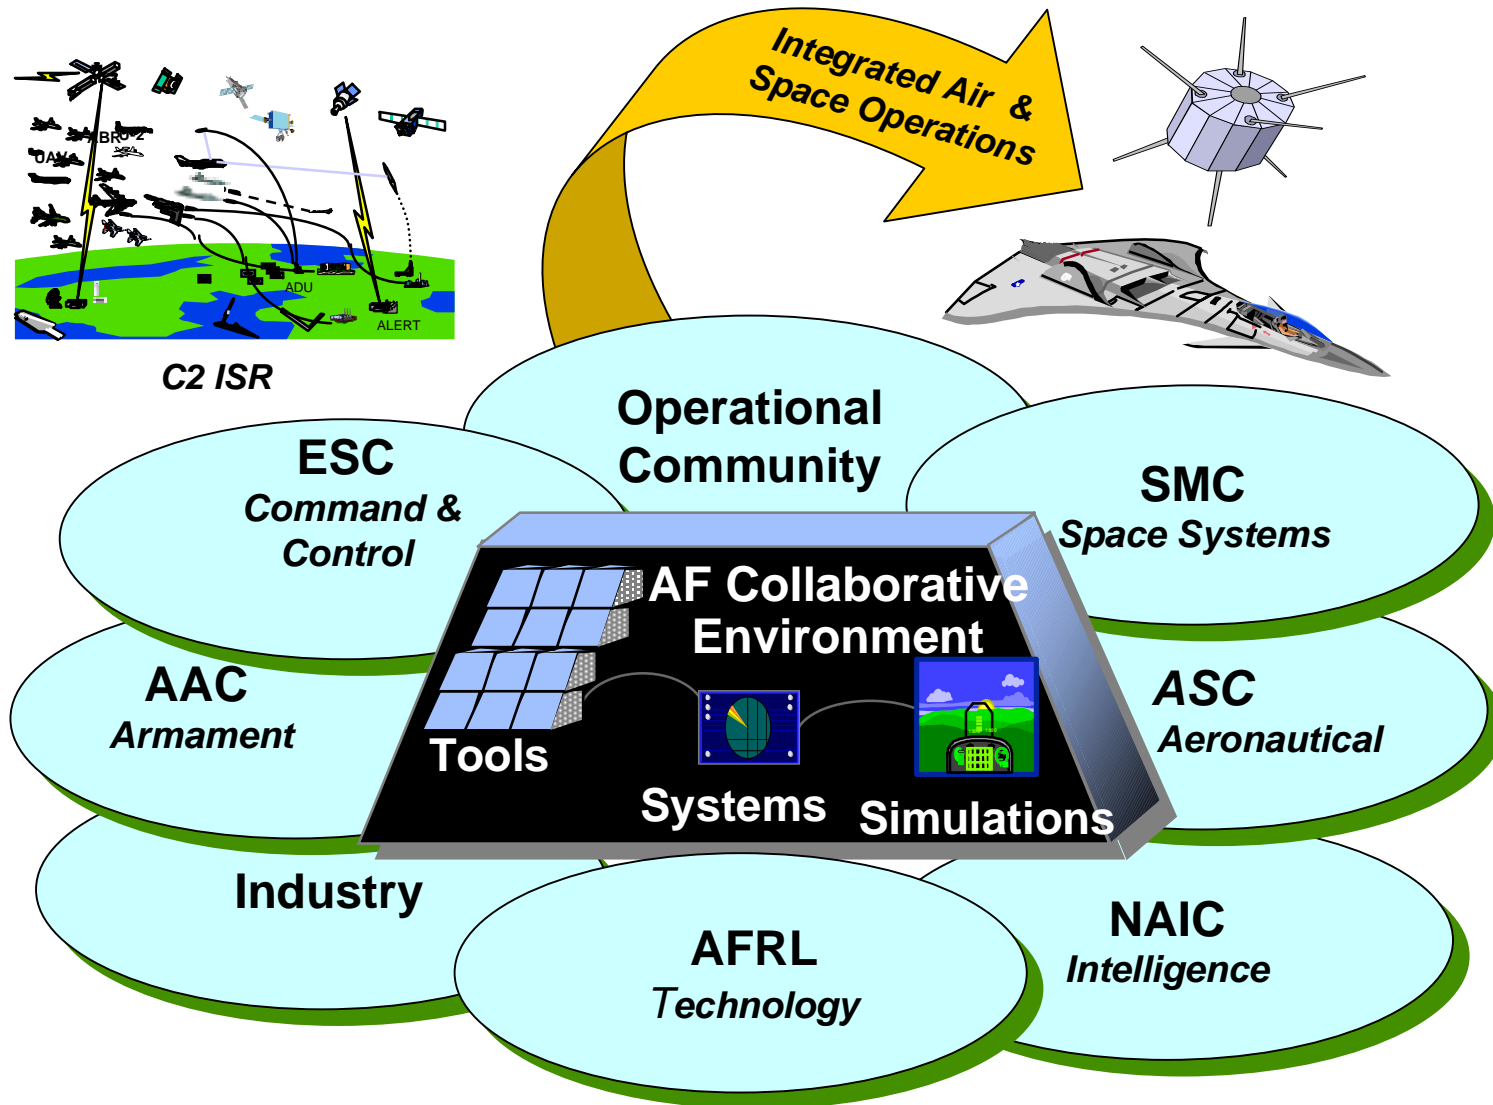 Integrated Air &
Space Operations
UAV
ADU
ALERT
C2 ISR
Operational
Community
ESC
Command &
Control
SMC
Space Systems
AF Collaborative
Environment
AAC
Armament
ASC
Aeronautical
Tools
Systems
Simulations
Industry
AFRL
Technology
NAIC
Intelligence